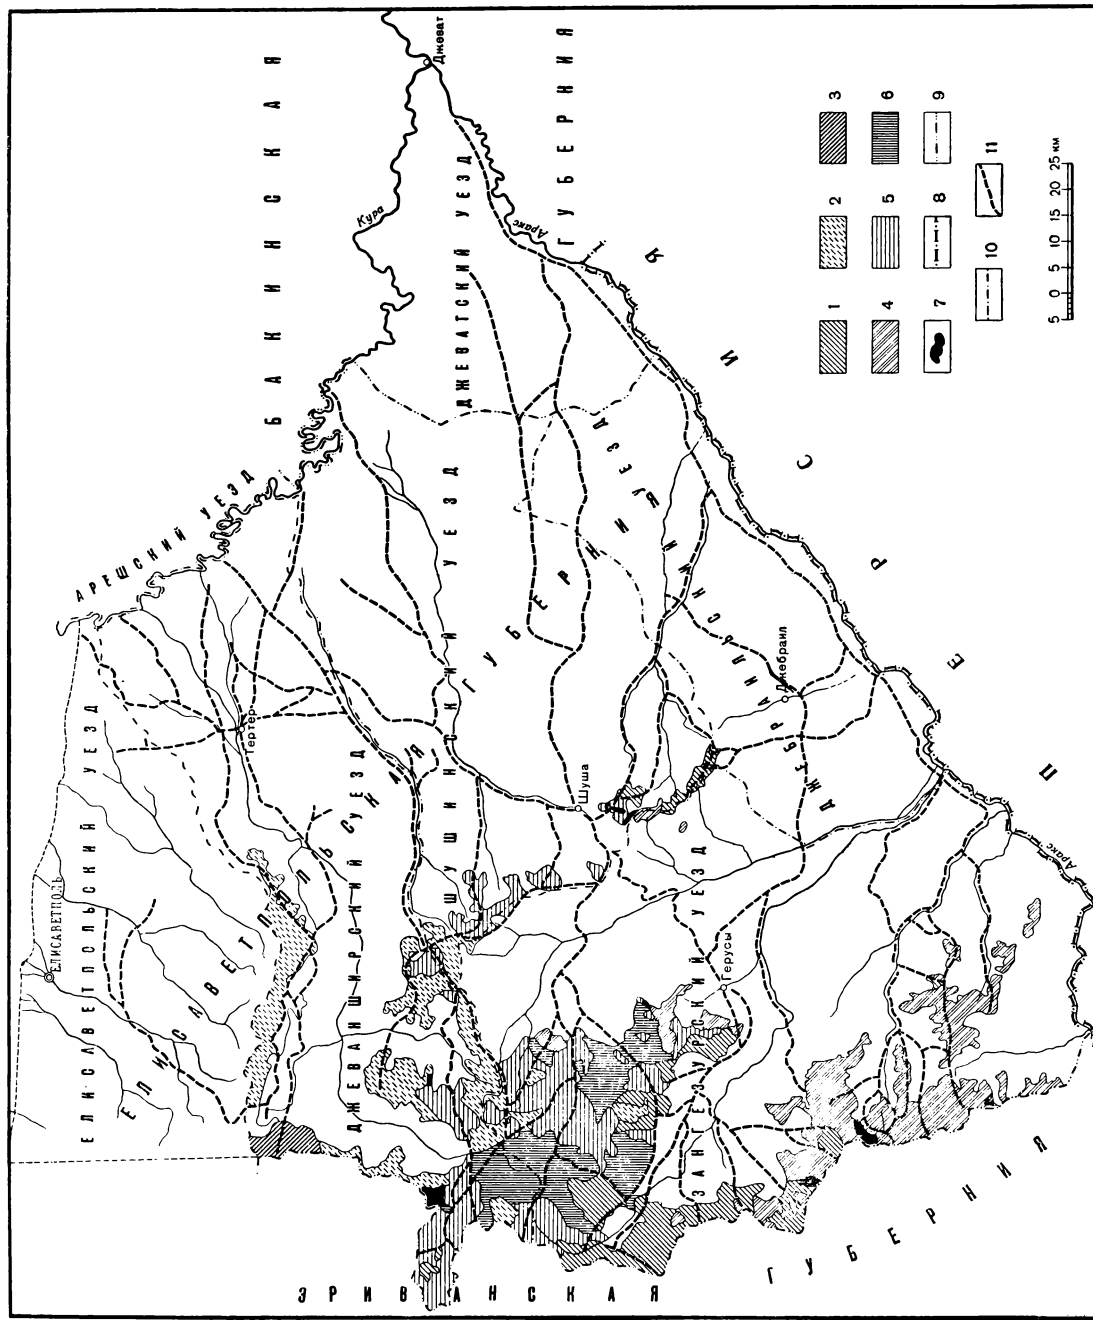 БАКИНСКАЯ
ГУБЕРНИЯ
Джеват
Кура
Аракс
АРЕШСКИЙ УЕЗД
ДЖЕВАТСКИЙ УЕЗД
ЕЛИСАВЕТПОЛЬСКИЙ УЕЗД
ЕЛИСАВЕТПОЛЬ
ЕЛИСАВЕТПОЛЬСКАЯ
ГУБЕРНИЯ
Тертер
ДЖЕВАНШИРСКИЙ УЕЗД
ШУШИНСКИЙ УЕЗД
Шуша
ДЖЕБРАИЛЬСКИЙ УЕЗД
Джебраил
ЗАНГЕЗУРСКИЙ УЕЗД
Герусы
Аракс
ПЕРСИЯ
ЭРИВАНСКАЯ
ГУБЕРНИЯ
1
2
3
4
5
6
7
8
9
10
11
5 0 5 10 15 20 25 км